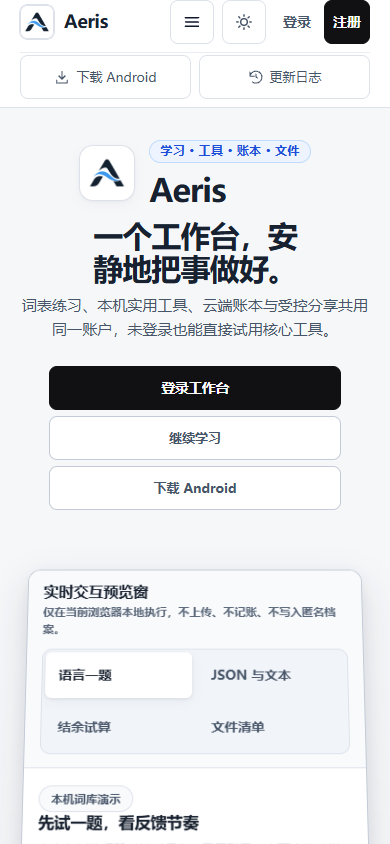 Aeris
登录
注册
下载 Android
更新日志
学习・工具・账本・文件
Aeris
一个工作台，安
静地把事做好。
词表练习、本机实用工具、云端账本与受控分享共用
同一账户，未登录也能直接试用核心工具。
登录工作台
继续学习
下载 Android
实时交互预览窗
仅在当前浏览器本地执行，不上传、不记账、不写入匿名档
案。
语言一题
JSON 与文本
结余试算
文件清单
本机词库演示
先试一题，看反馈节奏